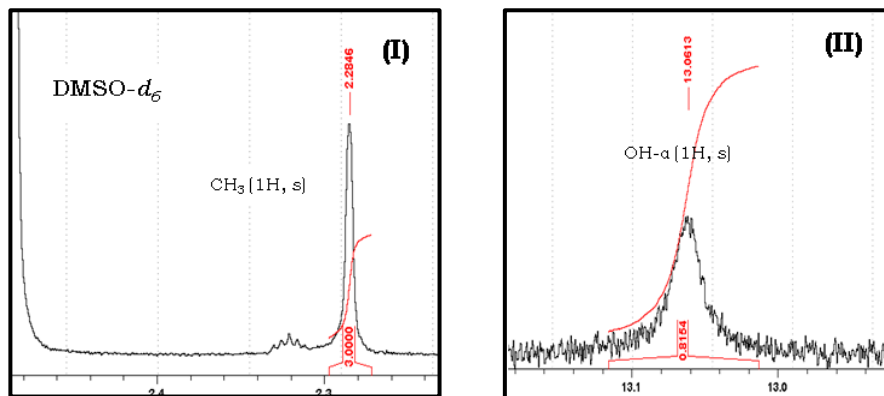 (I)
2.2846
DMSO-d6
CH3 (1H, s)
3.0000
2.4
2.3
(II)
13.0613
OH-α (1H, s)
0.8154
13.1
13.0